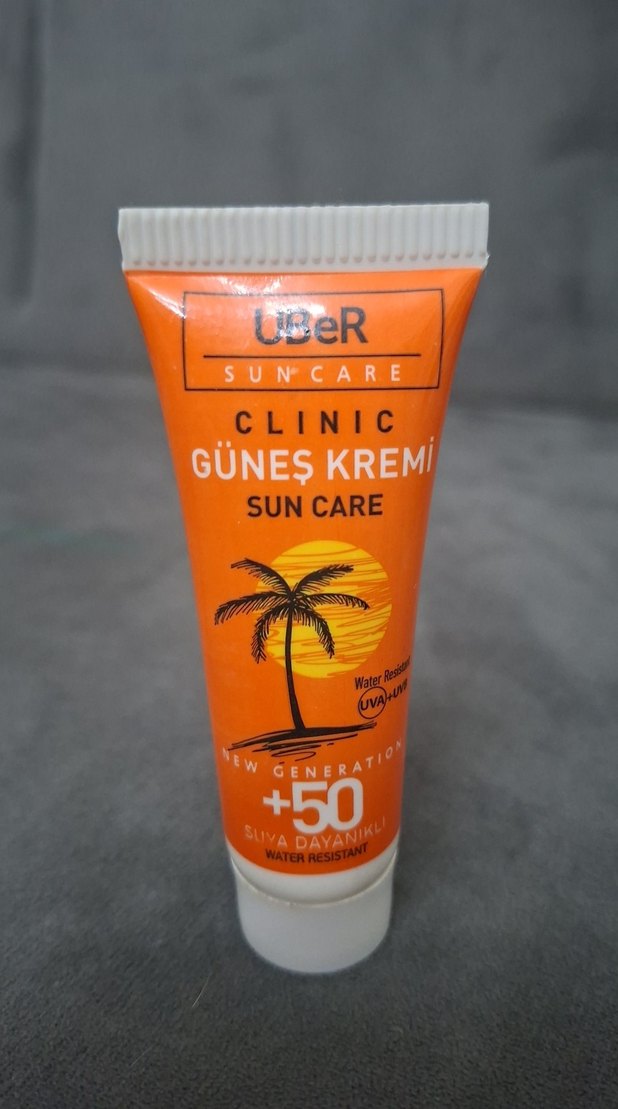 UBeR
SUN CARE
CLINIC
GÜNEŞ KREMİ
SUN CARE
Water Resistant
UVA+UVB
NEW GENERATION
+50
SUYA DAYANIKLI
WATER RESISTANT